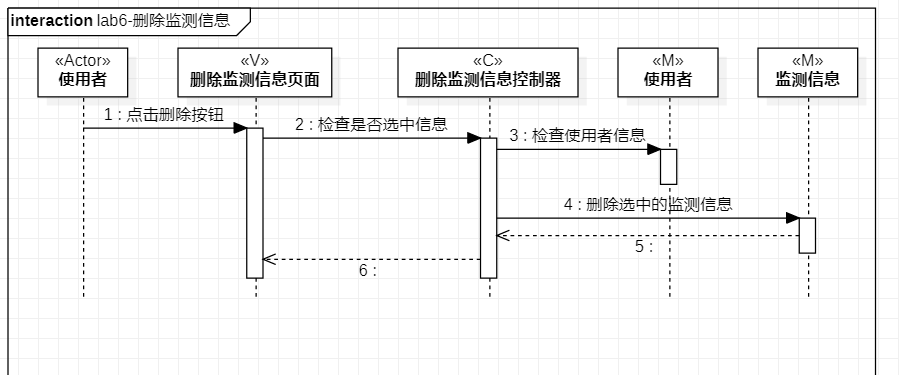 interaction lab6-删除监测信息
«Actor»
使用者
«V»
删除监测信息页面
«C»
删除监测信息控制器
«M»
使用者
«M»
监测信息
1 : 点击删除按钮
2 : 检查是否选中信息
3 : 检查使用者信息
4 : 删除选中的监测信息
5 :
6 :